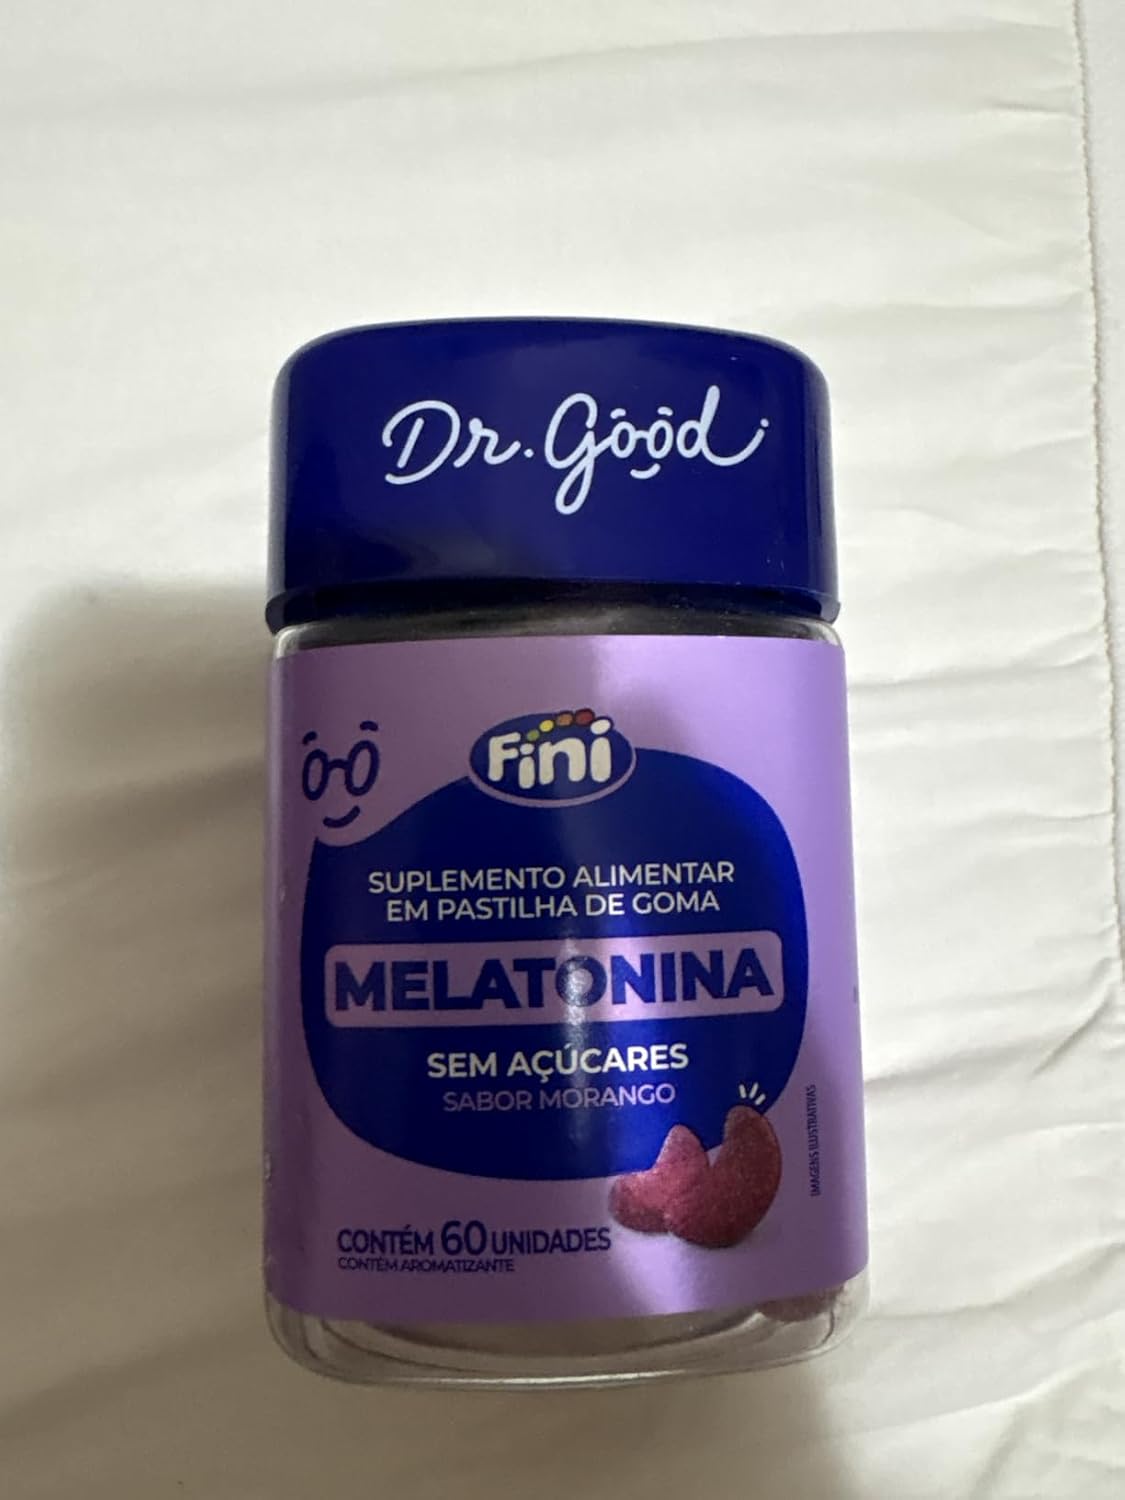 Dr. Good
Fini
SUPLEMENTO ALIMENTAR
EM PASTILHA DE GOMA
MELATONINA
SEM AÇÚCARES
SABOR MORANGO
IMAGENS ILUSTRATIVAS
CONTÉM 60 UNIDADES
CONTÉM AROMATIZANTE